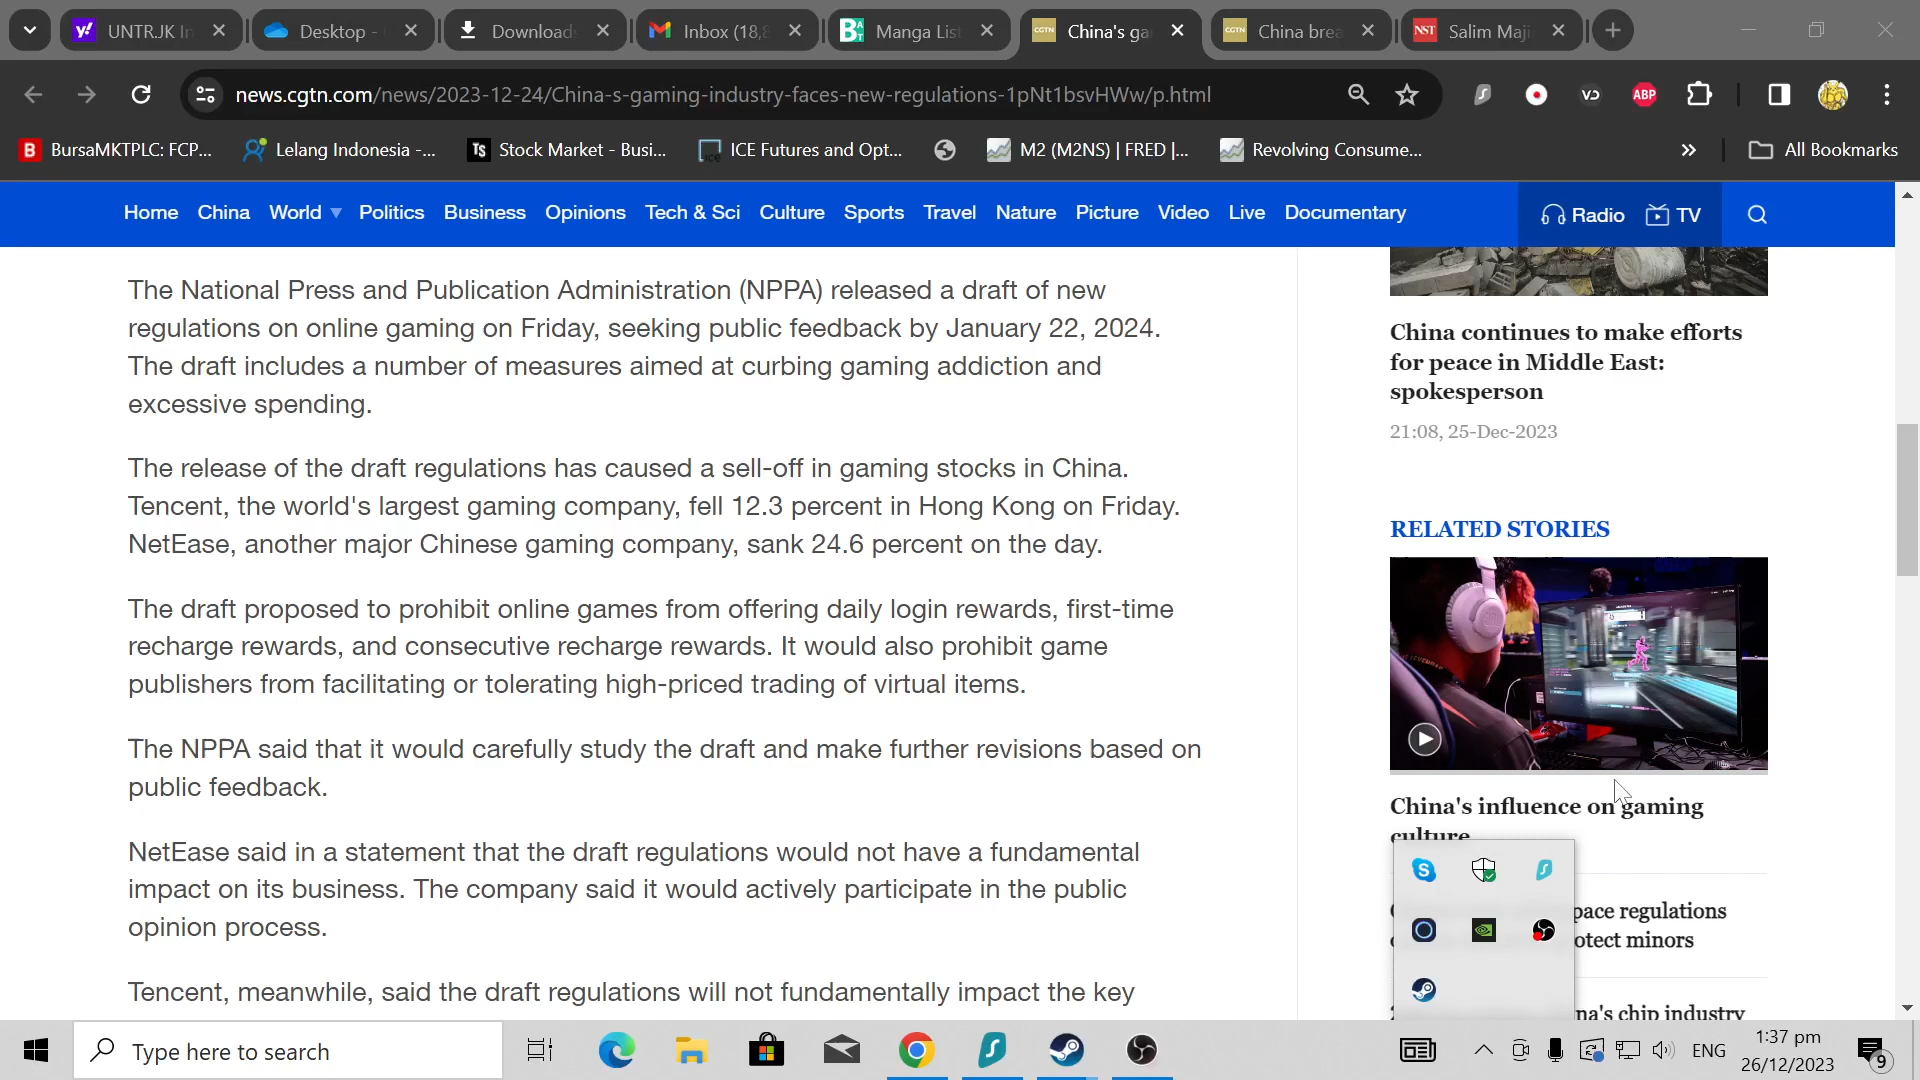 UNTR.JK In
Desktop -
Downloads
Inbox (18,8
Manga List
China's ga
China brea
Salim Maji
news.cgtn.com/news/2023-12-24/China-s-gaming-industry-faces-new-regulations-1pNt1bsvHWw/p.html
BursaMKTPLC: FCP...
Lelang Indonesia -...
Stock Market - Busi...
ICE Futures and Opt...
M2 (M2NS) | FRED |...
Revolving Consume...
All Bookmarks
Home China World Politics Business Opinions Tech & Sci Culture Sports Travel Nature Picture Video Live Documentary
Radio TV
The National Press and Publication Administration (NPPA) released a draft of new
regulations on online gaming on Friday, seeking public feedback by January 22, 2024.
The draft includes a number of measures aimed at curbing gaming addiction and
excessive spending.
The release of the draft regulations has caused a sell-off in gaming stocks in China.
Tencent, the world's largest gaming company, fell 12.3 percent in Hong Kong on Friday.
NetEase, another major Chinese gaming company, sank 24.6 percent on the day.
The draft proposed to prohibit online games from offering daily login rewards, first-time
recharge rewards, and consecutive recharge rewards. It would also prohibit game
publishers from facilitating or tolerating high-priced trading of virtual items.
The NPPA said that it would carefully study the draft and make further revisions based on
public feedback.
NetEase said in a statement that the draft regulations would not have a fundamental
impact on its business. The company said it would actively participate in the public
opinion process.
Tencent, meanwhile, said the draft regulations will not fundamentally impact the key
China continues to make efforts
for peace in Middle East:
spokesperson
21:08, 25-Dec-2023
RELATED STORIES
China's influence on gaming
culture
pace regulations
otect minors
na's chip industry
Type here to search
ENG
1:37 pm
26/12/2023
9